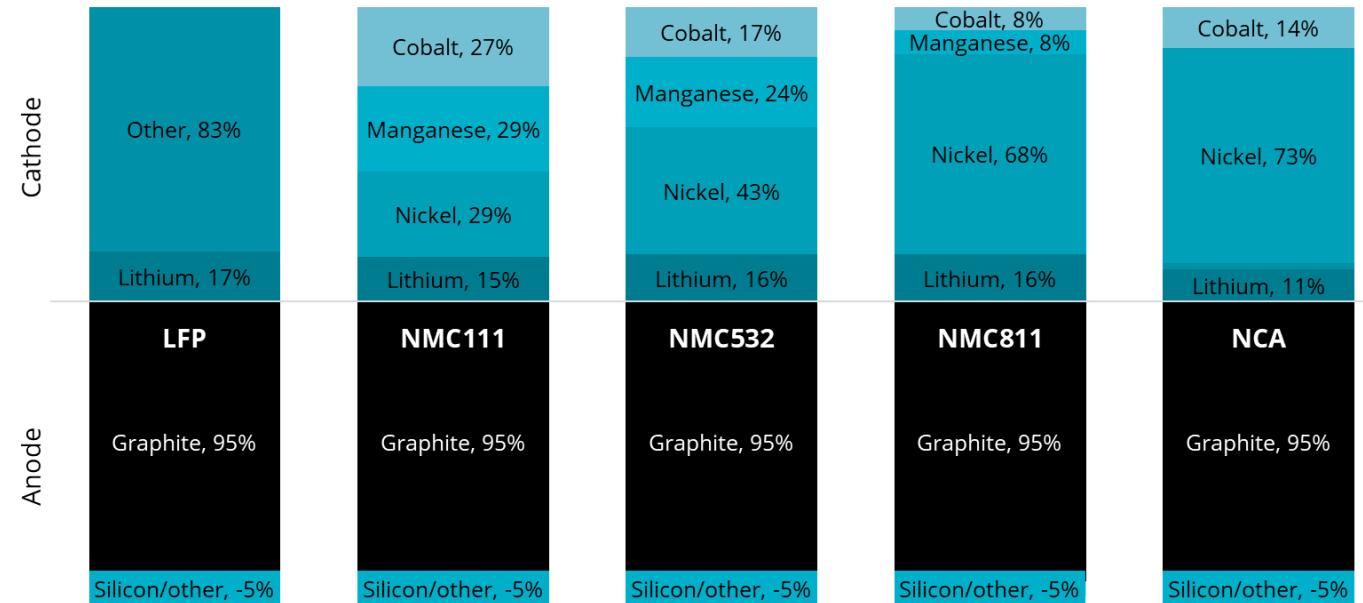 Cathode
Other, 83%
Lithium, 17%
Cobalt, 27%
Manganese, 29%
Nickel, 29%
Lithium, 15%
Cobalt, 17%
Manganese, 24%
Nickel, 43%
Lithium, 16%
Cobalt, 8%
Manganese, 8%
Nickel, 68%
Lithium, 16%
Cobalt, 14%
Nickel, 73%
Lithium, 11%
Anode
LFP
Graphite, 95%
Silicon/other, -5%
NMC111
Graphite, 95%
Silicon/other, -5%
NMC532
Graphite, 95%
Silicon/other, -5%
NMC811
Graphite, 95%
Silicon/other, -5%
NCA
Graphite, 95%
Silicon/other, -5%